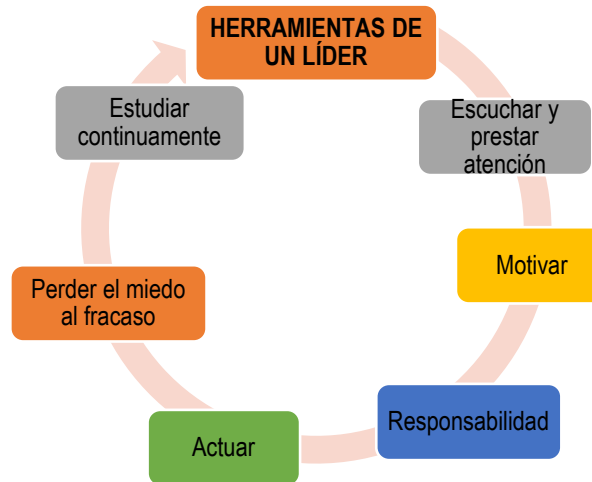 HERRAMIENTAS DE
UN LÍDER
Escuchar y
prestar
atención
Motivar
Responsabilidad
Actuar
Perder el miedo
al fracaso
Estudiar
continuamente